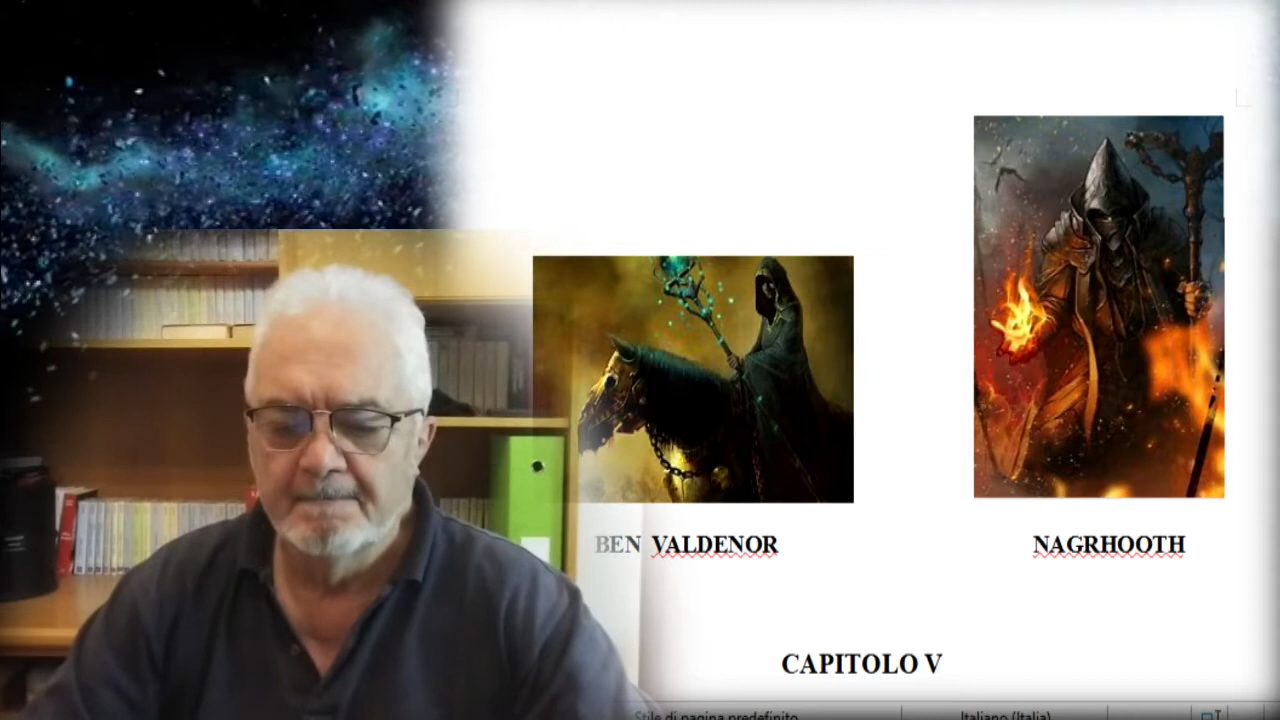 BEN VALDENOR
NAGRHOOTH
CAPITOLO V
Stile di pagina predefinito
Italiano (Italia)